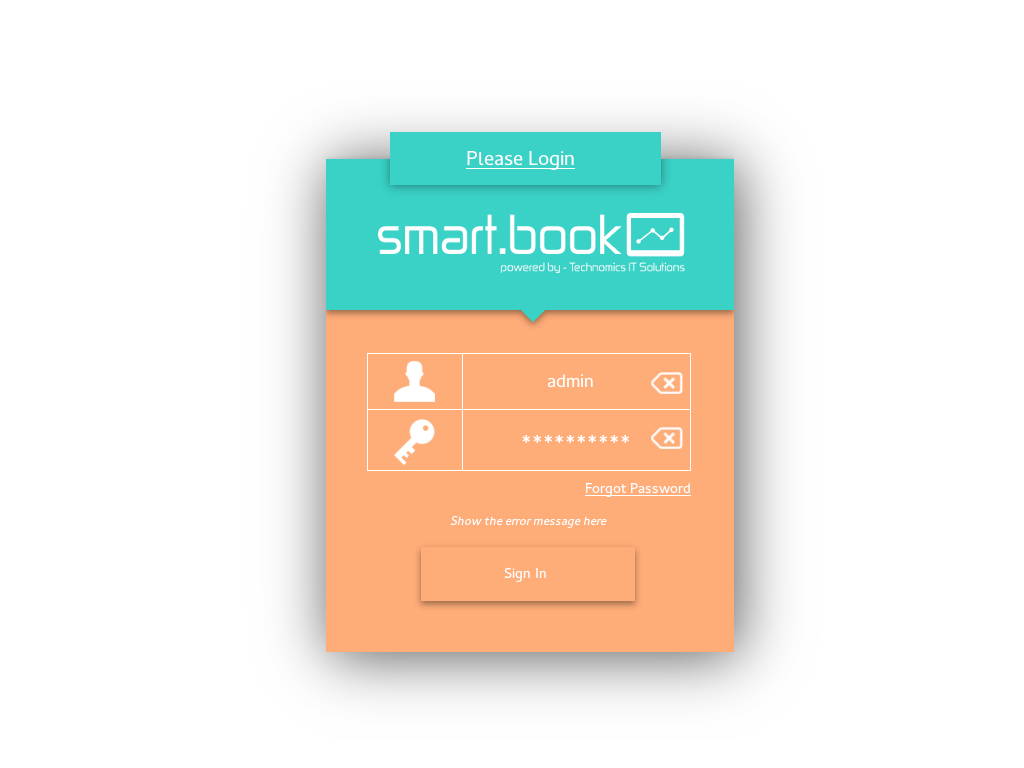 Please Login
smart.book
powered by - Technomics IT Solutions
admin
**********
Forgot Password
Show the error message here
Sign In